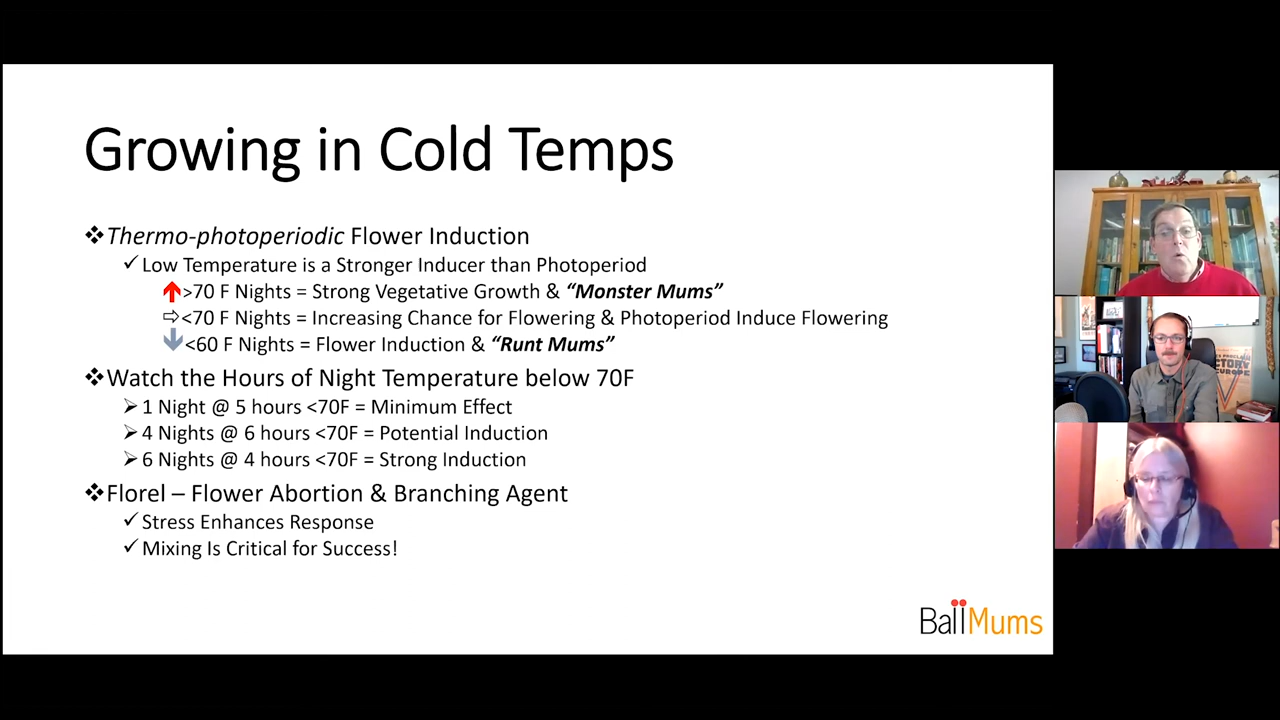 Growing in Cold Temps
❖Thermo-photoperiodic Flower Induction
✓Low Temperature is a Stronger Inducer than Photoperiod
⬆>70 F Nights = Strong Vegetative Growth & “Monster Mums”
⇨<70 F Nights = Increasing Chance for Flowering & Photoperiod Induce Flowering
⬇<60 F Nights = Flower Induction & “Runt Mums”
❖Watch the Hours of Night Temperature below 70F
➢1 Night @ 5 hours <70F = Minimum Effect
➢4 Nights @ 6 hours <70F = Potential Induction
➢6 Nights @ 4 hours <70F = Strong Induction
❖Florel – Flower Abortion & Branching Agent
✓Stress Enhances Response
✓Mixing Is Critical for Success!
BallMums
EUROPE